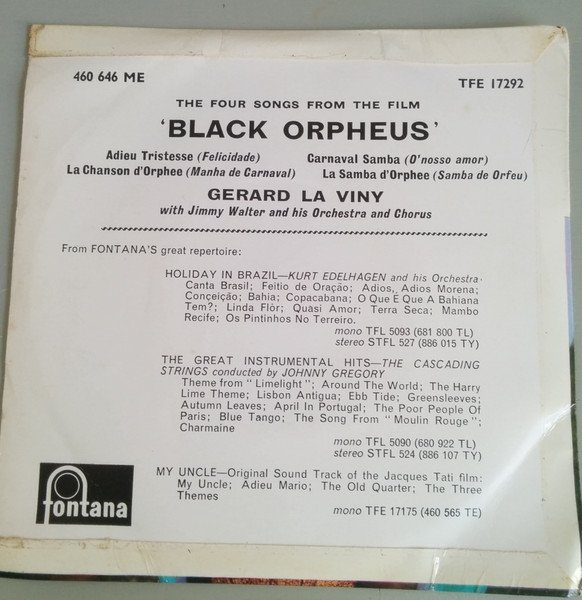 460 646 ME
TFE 17292
THE FOUR SONGS FROM THE FILM
'BLACK ORPHEUS'
Adieu Tristesse (Felicidade) Carnaval Samba (O'nosso amor)
La Chanson d'Orphee (Manha de Carnaval) La Samba d'Orphee (Samba de Orfeu)
GERARD LA VINY
with Jimmy Walter and his Orchestra and Chorus
From FONTANA'S great repertoire:
HOLIDAY IN BRAZIL—KURT EDELHAGEN and his Orchestra.
Canta Brasil; Feitio de Oração; Adios, Adios Morena;
Conçeição; Bahia; Copacabana; O Que E Que A Bahiana
Tem?; Linda Flòr; Quasi Amor; Terra Seca; Mambo
Recife; Os Pintinhos No Terreiro.
mono TFL 5093 (681 800 TL)
stereo STFL 527 (886 015 TY)
THE GREAT INSTRUMENTAL HITS—THE CASCADING
STRINGS conducted by JOHNNY GREGORY
Theme from "Limelight"; Around The World; The Harry
Lime Theme; Lisbon Antigua; Ebb Tide; Greensleeves;
Autumn Leaves; April In Portugal; The Poor People Of
Paris; Blue Tango; The Song From "Moulin Rouge";
Charmaine
mono TFL 5090 (680 922 TL)
stereo STFL 524 (886 107 TY)
MY UNCLE—Original Sound Track of the Jacques Tati film:
My Uncle; Adieu Mario; The Old Quarter; The Three
Themes
mono TFE 17175 (460 565 TE)
fontana